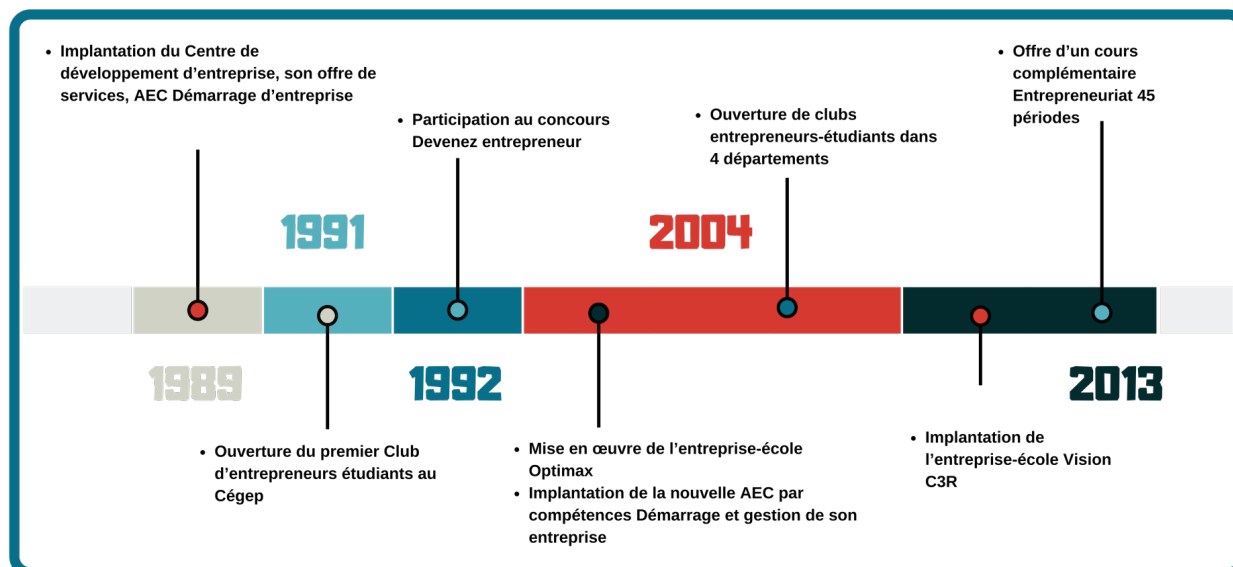 • Implantation du Centre de
développement d'entreprise, son offre de
services, AEC Démarrage d'entreprise
• Participation au concours
Devenez entrepreneur
• Ouverture de clubs
entrepreneurs-étudiants dans
4 départements
• Offre d'un cours
complémentaire
Entrepreneuriat 45
périodes
1991
2004
1989
1992
2013
• Ouverture du premier Club
d'entrepreneurs étudiants au
Cégep
• Mise en œuvre de l'entreprise-école
Optimax
• Implantation de la nouvelle AEC par
compétences Démarrage et gestion de son
entreprise
• Implantation de
l'entreprise-école Vision
C3R